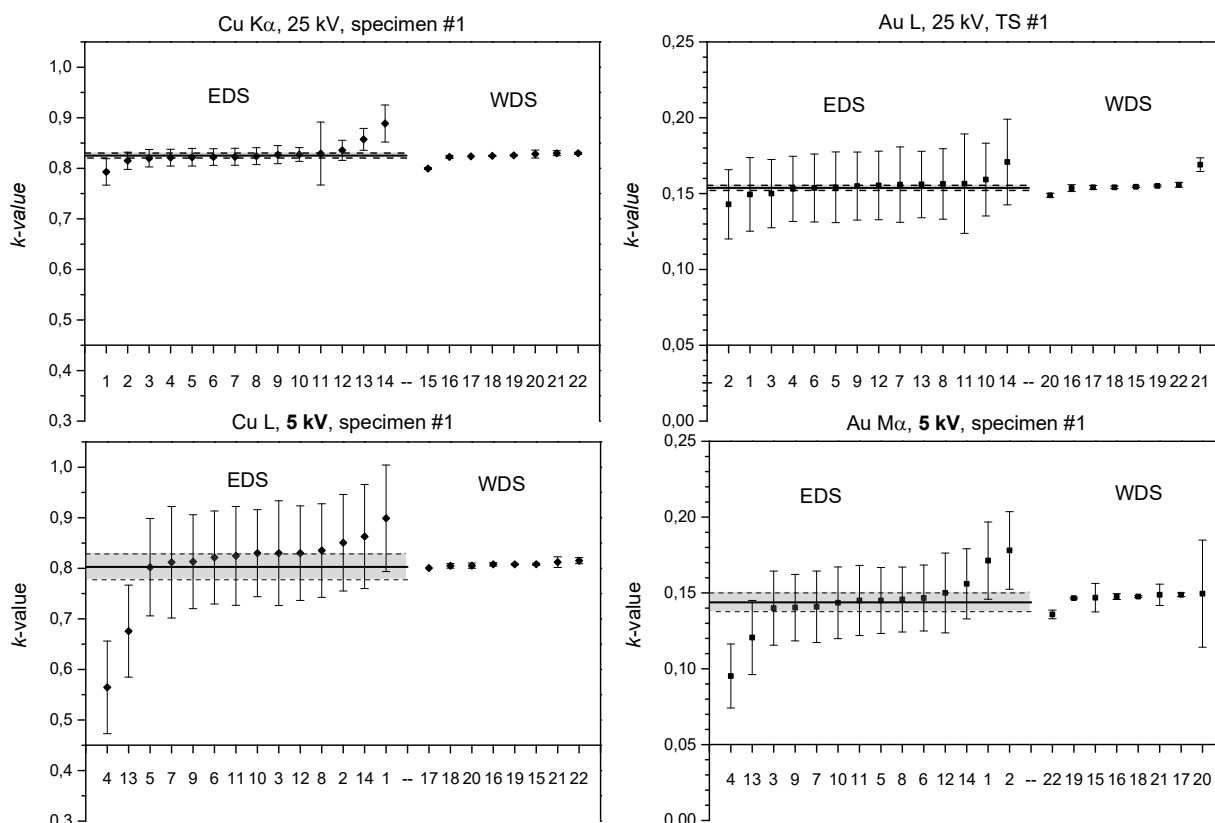 Cu Kα, 25 kV, specimen #1
1,0
0,9
0,8
0,7
0,6
0,5
0,4
0,3
k-value
EDS
WDS
1 2 3 4 5 6 7 8 9 10 11 12 13 14 -- 15 16 17 18 19 20 21 22
Au L, 25 kV, TS #1
0,25
0,20
0,15
0,10
0,05
0,00
k-value
EDS
WDS
2 1 3 4 6 5 9 12 7 13 8 11 10 14 -- 20 16 17 18 15 19 22 21
Cu L, 5 kV, specimen #1
1,0
0,9
0,8
0,7
0,6
0,5
0,4
0,3
k-value
EDS
WDS
4 13 5 7 9 6 11 10 3 12 8 2 14 1 -- 17 18 20 16 19 15 21 22
Au Mα, 5 kV, specimen #1
0,25
0,20
0,15
0,10
0,05
0,00
k-value
EDS
WDS
4 13 3 9 7 10 11 5 8 6 12 14 1 2 -- 22 19 15 16 18 21 17 20